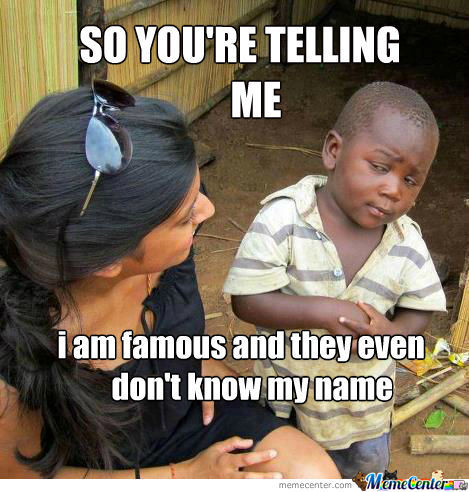 SO YOU'RE TELLING
ME
i am famous and they even
don't know my name
memecenter.com MemeCenter